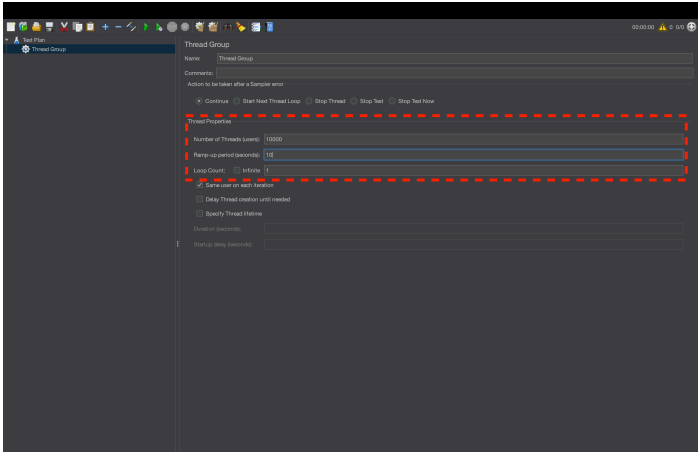 00:00:00 0 0/0
Test Plan
Thread Group
Thread Group
Name: Thread Group
Comments:
Action to be taken after a Sampler error
Continue Start Next Thread Loop Stop Thread Stop Test Stop Test Now
Thread Properties
Number of Threads (users): 10000
Ramp-up period (seconds): 10
Loop Count: Infinite 1
Same user on each iteration
Delay Thread creation until needed
Specify Thread lifetime
Duration (seconds):
Startup delay (seconds):